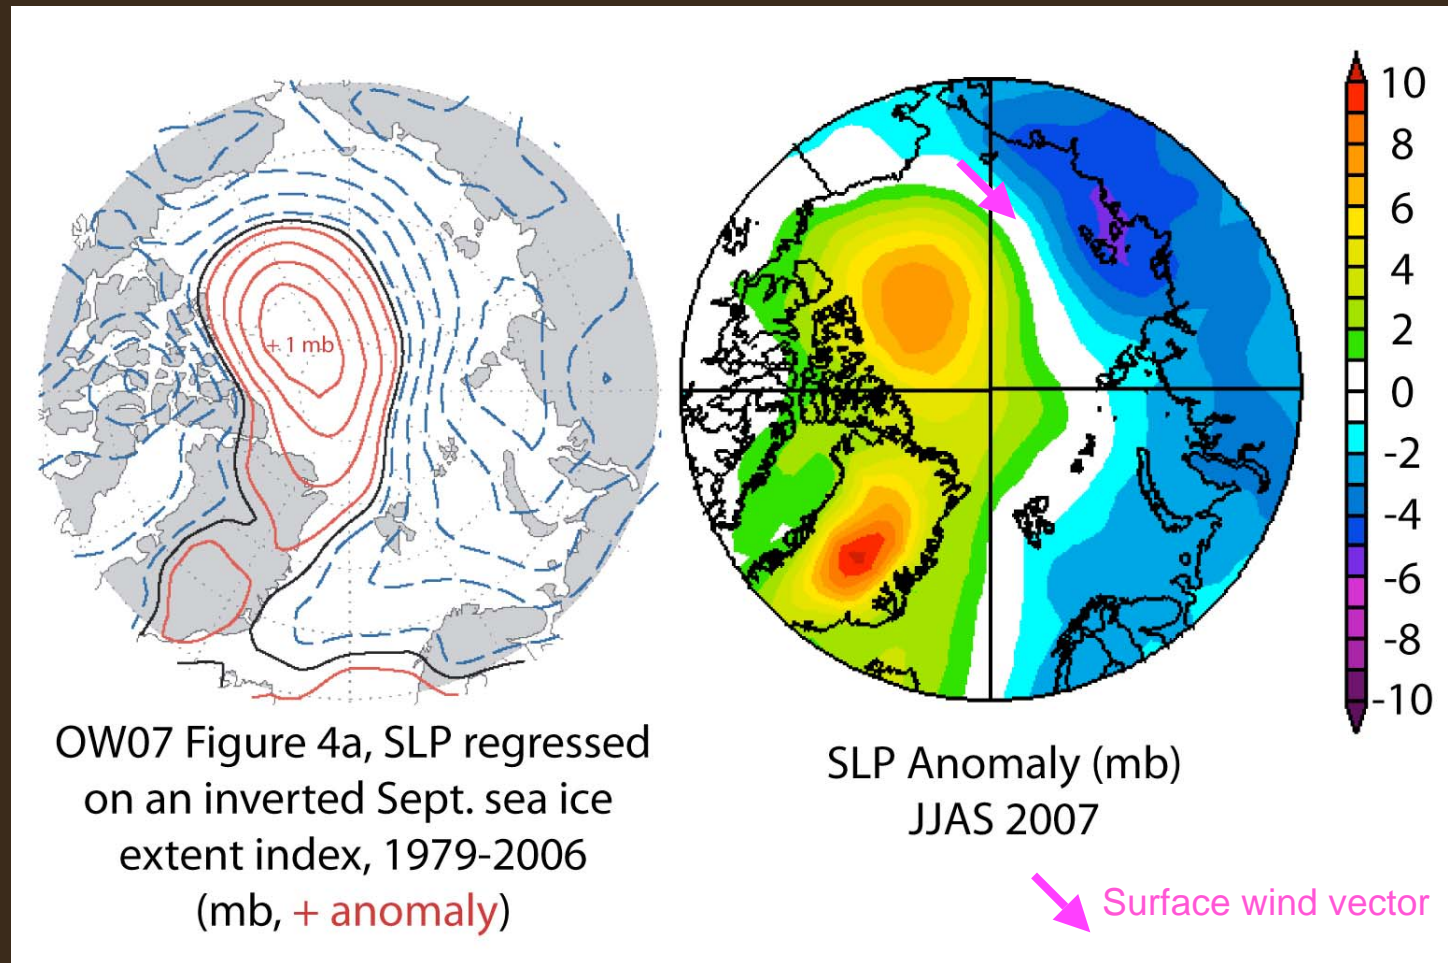 + 1 mb
OW07 Figure 4a, SLP regressed
on an inverted Sept. sea ice
extent index, 1979-2006
(mb, + anomaly)
SLP Anomaly (mb)
JJAS 2007
10
8
6
4
2
0
-2
-4
-6
-8
-10
Surface wind vector